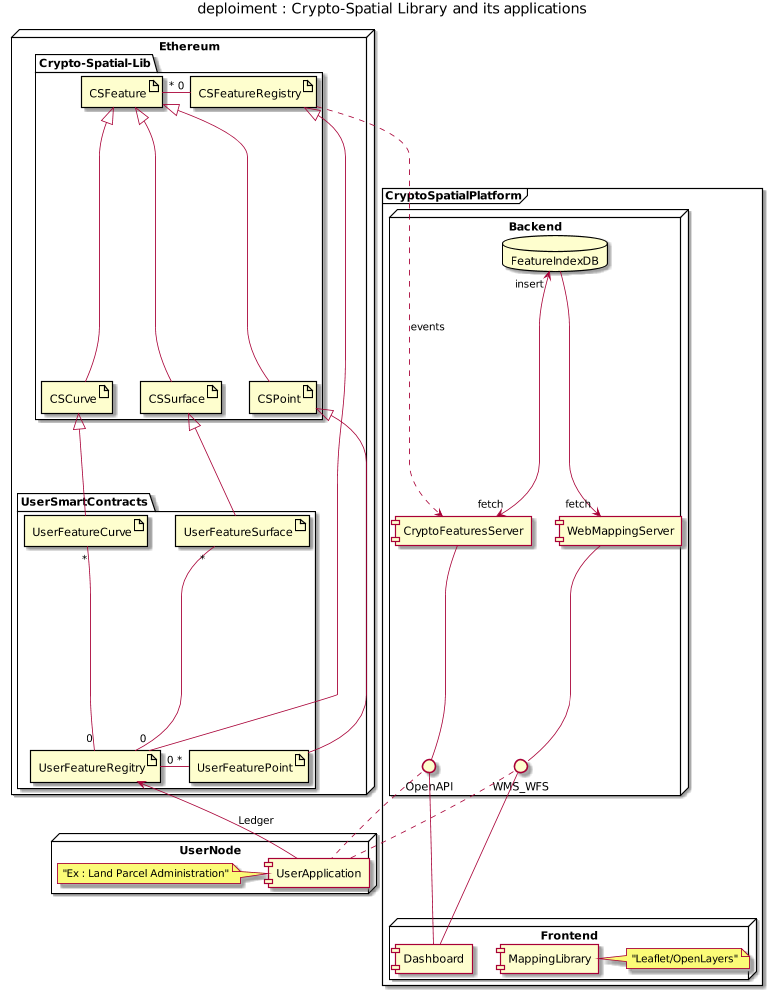 deploiment : Crypto-Spatial Library and its applications
Ethereum
Crypto-Spatial-Lib
CSFeature
* 0
CSFeatureRegistry
CryptoSpatialPlatform
Backend
FeatureIndexDB
insert
events
CSCurve
CSSurface
CSPoint
UserSmartContracts
fetch
fetch
UserFeatureCurve
UserFeatureSurface
CryptoFeaturesServer
WebMappingServer
*
*
0
0
UserFeatureRegitry
0 *
UserFeaturePoint
OpenAPI
WMS_WFS
Ledger
UserNode
"Ex : Land Parcel Administration"
UserApplication
Frontend
Dashboard
MappingLibrary
"Leaflet/OpenLayers"